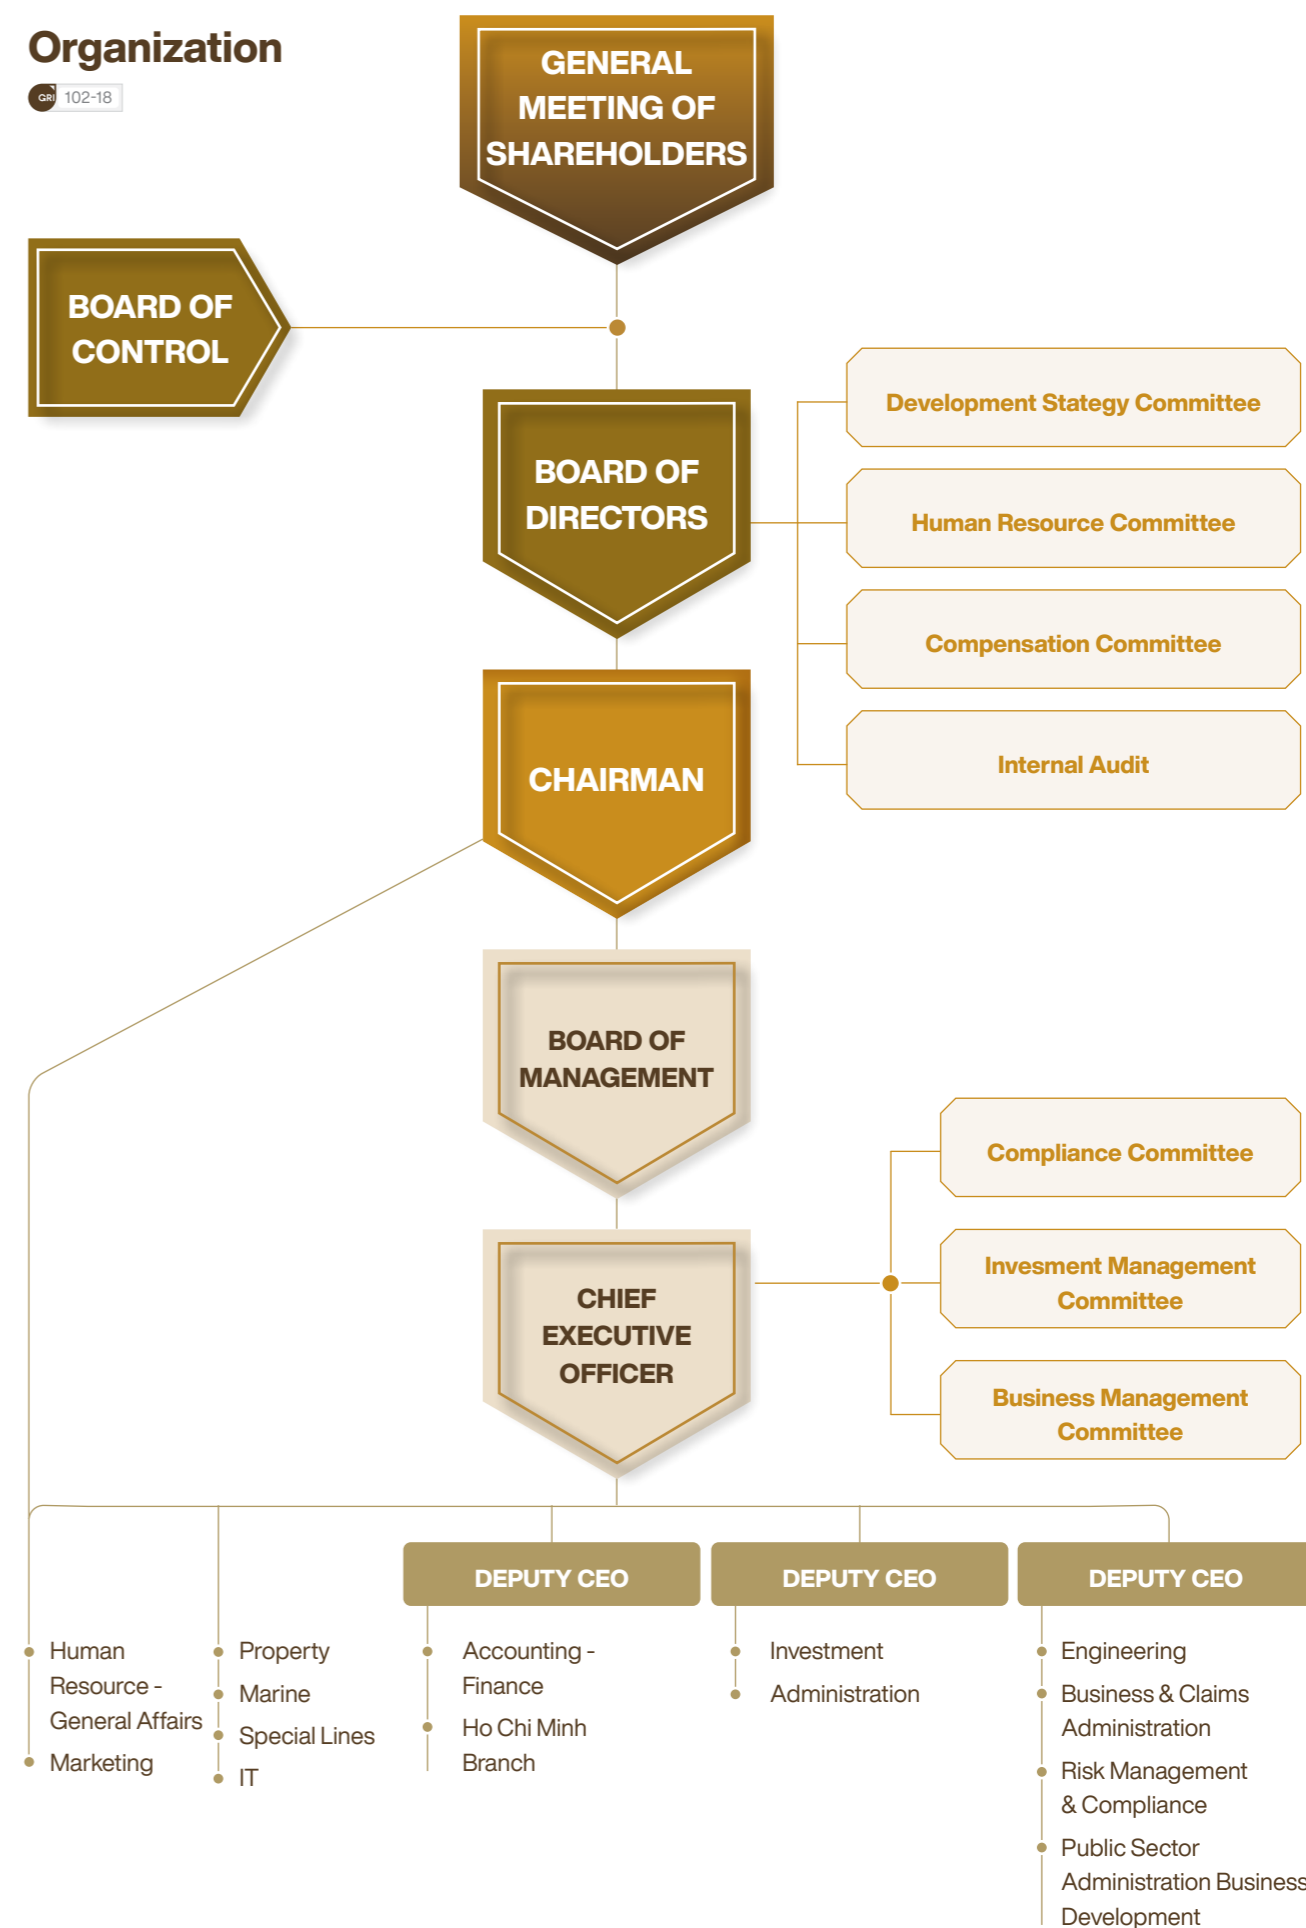 Organization
GRI 102-18
GENERAL
MEETING OF
SHAREHOLDERS
BOARD OF
CONTROL
BOARD OF
DIRECTORS
Development Stategy Committee
Human Resource Committee
Compensation Committee
Internal Audit
CHAIRMAN
BOARD OF
MANAGEMENT
CHIEF
EXECUTIVE
OFFICER
Compliance Committee
Invesment Management
Committee
Business Management
Committee
Human
Resource -
General Affairs
Marketing
Property
Marine
Special Lines
IT
DEPUTY CEO
Accounting -
Finance
Ho Chi Minh
Branch
DEPUTY CEO
Investment
Administration
DEPUTY CEO
Engineering
Business & Claims
Administration
Risk Management
& Compliance
Public Sector
Administration Business
Development